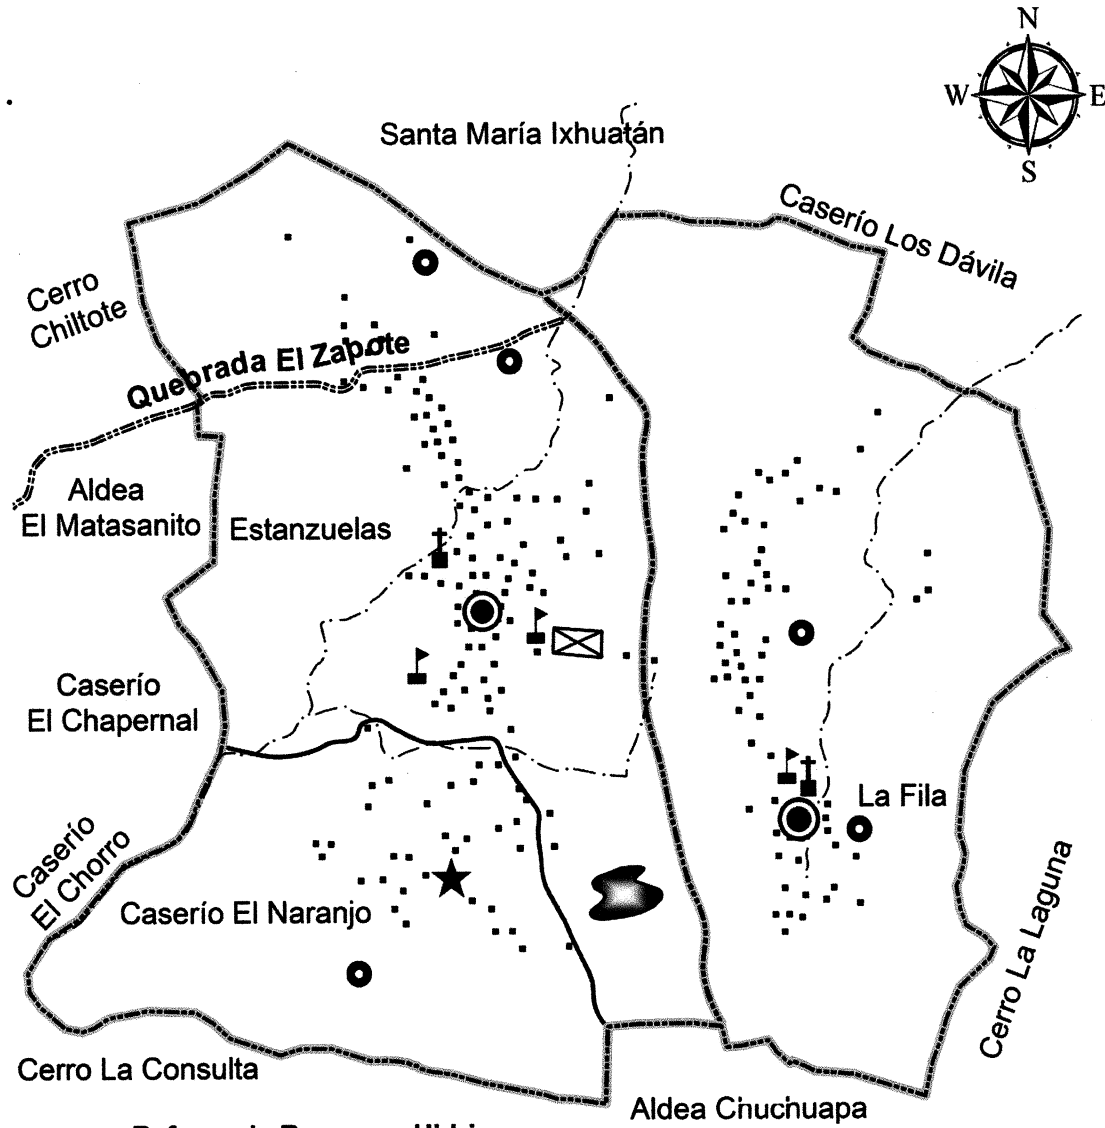 N
W E
S
Santa María Ixhuatán
Caserío Los Dávila
Cerro
Chiltote
Quebrada El Zapote
Aldea
El Matasanito
Estanzuelas
Caserío
El Chapernal
La Fila
Caserío
El Chorro
Caserío El Naranjo
Cerro La Laguna
Cerro La Consulta
Aldea Chuchuapa